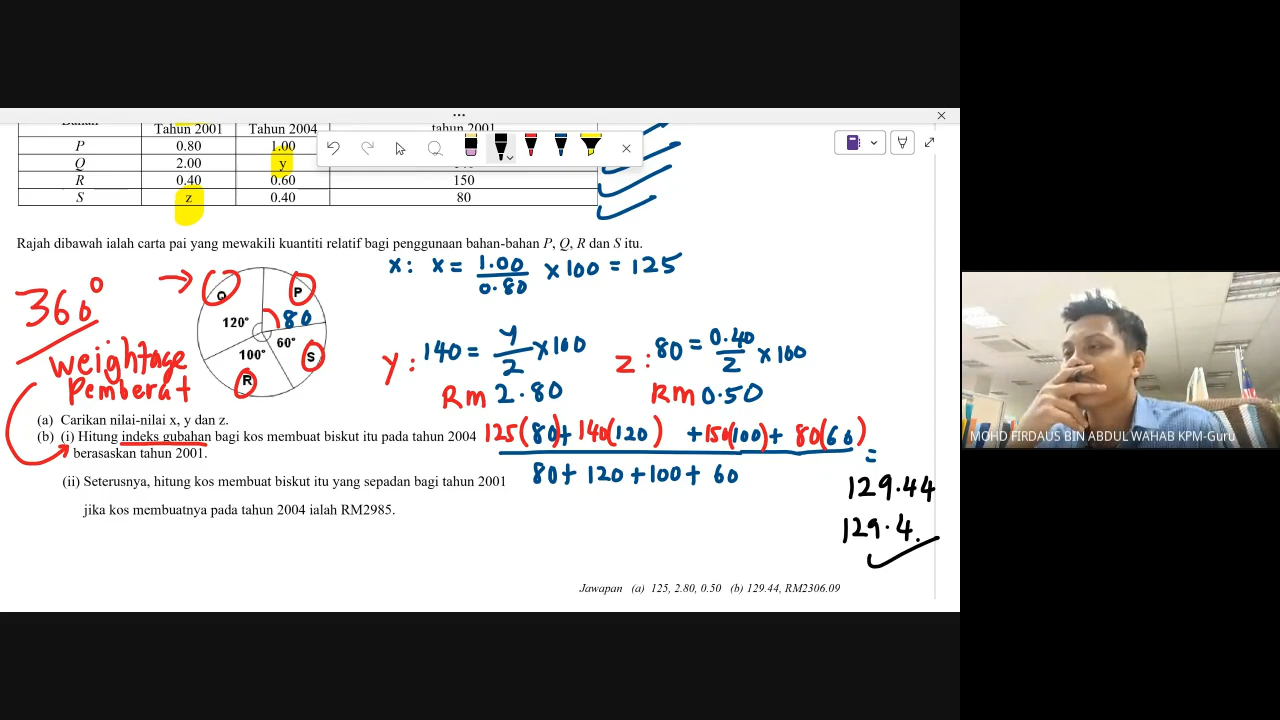 Tahun 2001 Tahun 2004 tahun 2001
P 0.80 1.00
Q 2.00 y
R 0.40 0.60 150
S z 0.40 80
Rajah dibawah ialah carta pai yang mewakili kuantiti relatif bagi penggunaan bahan-bahan P, Q, R dan S itu.
x: x = 1.00 / 0.80 x 100 = 125
360°
Q P
120° 80
60°
100° S
R
weightage
Pemberat
y: 140 = y/2 x 100
Rm 2.80
z: 80 = 0.40/z x 100
Rm 0.50
(a) Carikan nilai-nilai x, y dan z.
(b) (i) Hitung indeks gubahan bagi kos membuat biskut itu pada tahun 2004
berasaskan tahun 2001.
125(80)+ 140(120) +150(100)+ 80(60) =
80+ 120+100+ 60
129.44
129.4
(ii) Seterusnya, hitung kos membuat biskut itu yang sepadan bagi tahun 2001
jika kos membuatnya pada tahun 2004 ialah RM2985.
Jawapan (a) 125, 2.80, 0.50 (b) 129.44, RM2306.09
MOHD FIRDAUS BIN ABDUL WAHAB KPM-Guru